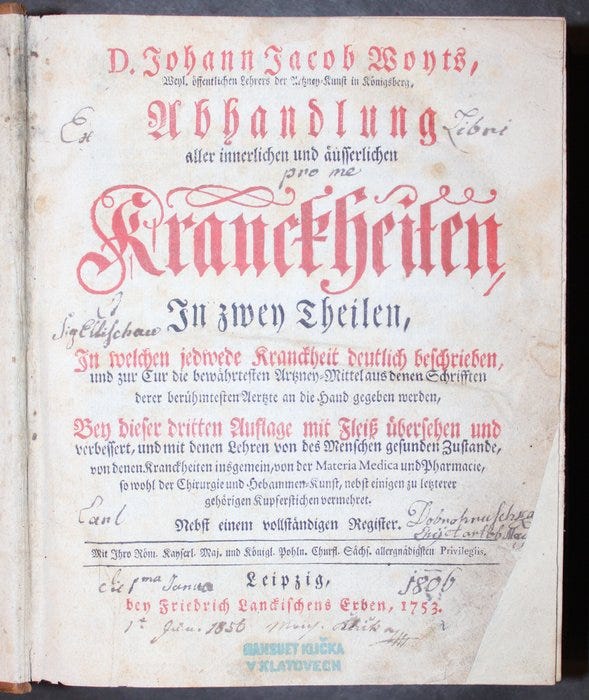 D. Johann Jacob Woyts,
Weyl. öffentlichen Lehrers der Artzney-Kunst in Königsberg,
Abhandlung
Ex Libri
aller innerlichen und äusserlichen
pro me
Kranckheiten,
In zwey Theilen,
In welchen jedwede Kranckheit deutlich beschrieben,
und zur Cur die bewährtesten Artzney-Mittel aus denen Schrifften
derer berühmtesten Aertzte an die Hand gegeben werden,
Bey dieser dritten Auflage mit Fleiß übersehen und
verbessert, und mit denen Lehren von des Menschen gesunden Zustande,
von denen Kranckheiten insgemein, von der Materia Medica und Pharmacie,
so wohl der Chirurgie und Hebammen-Kunst, nebst einigen zu letzterer
gehörigen Kupferstichen vermehret.
Nebst einem vollständigen Register.
Mit Ihro Röm. Kayserl. Maj. und Königl. Pohln. Churfl. Sächs. allergnädigsten Privilegiis.
Leipzig,
1806
bey Friedrich Lanckischens Erben, 1753.
1856
MANSUET KLIČKA
V KLATOVECH